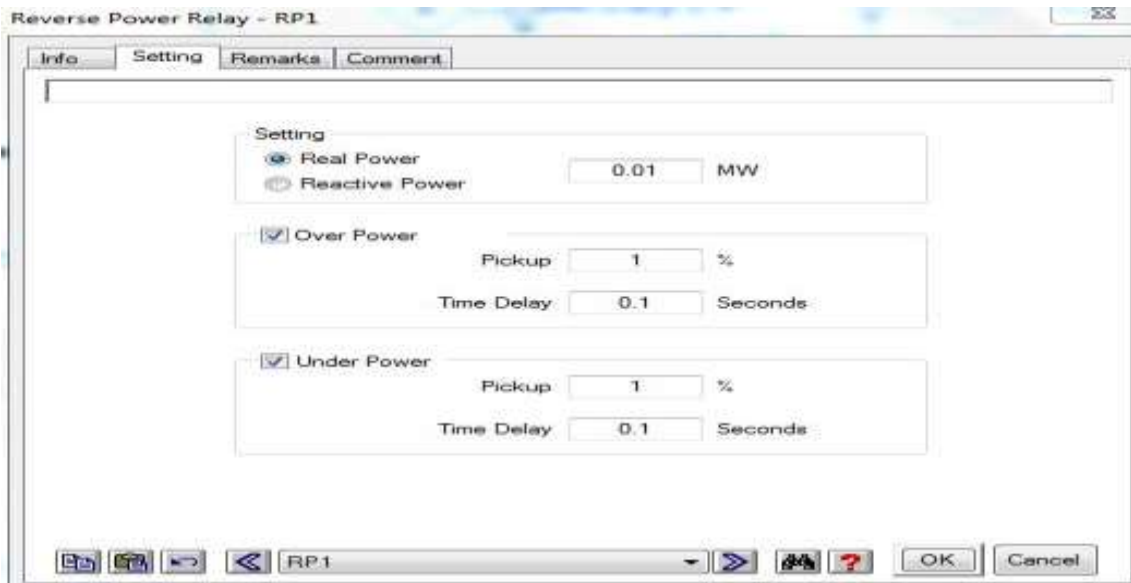 Reverse Power Relay - RP1
Info Setting Remarks Comment
Setting
Real Power
Reactive Power
0.01 MW
Over Power
Pickup 1 %
Time Delay 0.1 Seconds
Under Power
Pickup 1 %
Time Delay 0.1 Seconds
RP1 ? OK Cancel